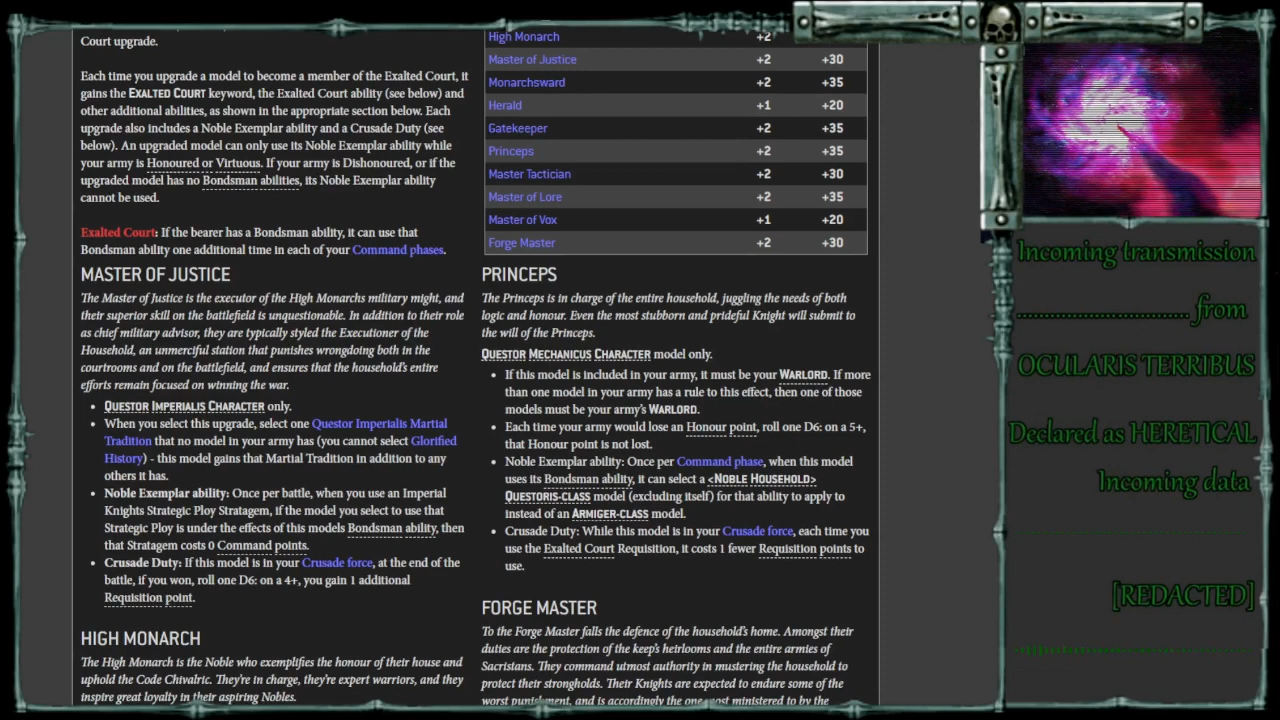 Court upgrade.
Each time you upgrade a model to become a member of the Exalted Court, it
gains the EXALTED COURT keyword, the Exalted Court ability (see below) and
other additional abilities, as shown in the appropriate section below. Each
upgrade also includes a Noble Exemplar ability and a Crusade Duty (see
below). An upgraded model can only use its Noble Exemplar ability while
your army is Honoured or Virtuous. If your army is Dishonoured, or if the
upgraded model has no Bondsman abilities, its Noble Exemplar ability
cannot be used.
Exalted Court: If the bearer has a Bondsman ability, it can use that
Bondsman ability one additional time in each of your Command phases.
MASTER OF JUSTICE
The Master of Justice is the executor of the High Monarchs military might, and
their superior skill on the battlefield is unquestionable. In addition to their role
as chief military advisor, they are typically styled the Executioner of the
Household, an unmerciful station that punishes wrongdoing both in the
courtrooms and on the battlefield, and ensures that the household's entire
efforts remain focused on winning the war.
• QUESTOR IMPERIALIS CHARACTER only.
• When you select this upgrade, select one Questor Imperialis Martial
Tradition that no model in your army has (you cannot select Glorified
History) - this model gains that Martial Tradition in addition to any
others it has.
• Noble Exemplar ability: Once per battle, when you use an Imperial
Knights Strategic Ploy Stratagem, if the model you select to use that
Strategic Ploy is under the effects of this models Bondsman ability, then
that Stratagem costs 0 Command points.
• Crusade Duty: If this model is in your Crusade force, at the end of the
battle, if you won, roll one D6: on a 4+, you gain 1 additional
Requisition point.
HIGH MONARCH
The High Monarch is the Noble who exemplifies the honour of their house and
uphold the Code Chivalric. They're in charge, they're expert warriors, and they
inspire great loyalty in their aspiring Nobles.
High Monarch +2
Master of Justice +2 +30
Monarchsward +2 +35
Herald +1 +20
Gatekeeper +2 +35
Princeps +2 +35
Master Tactician +2 +30
Master of Lore +2 +35
Master of Vox +1 +20
Forge Master +2 +30
PRINCEPS
The Princeps is in charge of the entire household, juggling the needs of both
logic and honour. Even the most stubborn and prideful Knight will submit to
the will of the Princeps.
QUESTOR MECHANICUS CHARACTER model only.
• If this model is included in your army, it must be your WARLORD. If more
than one model in your army has a rule to this effect, then one of those
models must be your army's WARLORD.
• Each time your army would lose an Honour point, roll one D6: on a 5+,
that Honour point is not lost.
• Noble Exemplar ability: Once per Command phase, when this model
uses its Bondsman ability, it can select a <NOBLE HOUSEHOLD>
QUESTORIS-CLASS model (excluding itself) for that ability to apply to
instead of an ARMIGER-CLASS model.
• Crusade Duty: While this model is in your Crusade force, each time you
use the Exalted Court Requisition, it costs 1 fewer Requisition points to
use.
FORGE MASTER
To the Forge Master falls the defence of the household's home. Amongst their
duties are the protection of the keep's heirlooms and the entire armies of
Sacristans. They command utmost authority in mustering the household to
protect their strongholds. Their Knights are expected to endure some of the
worst punishment, and is accordingly the one most ministered to by the
Incoming transmission
.............................. from
OCULARIS TERRIBUS
Declared as HERETICAL
Incoming data
[REDACTED]